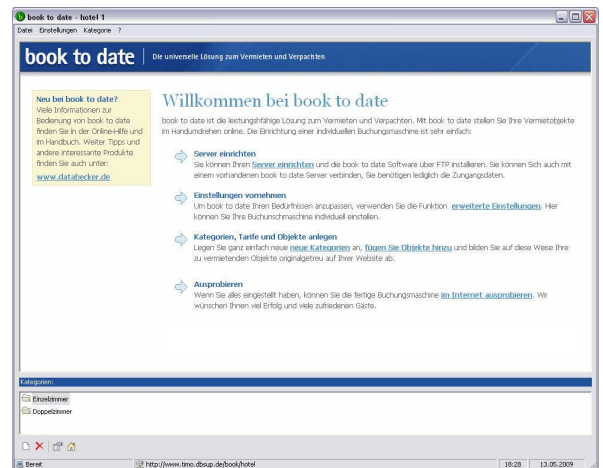 book to date - hotel 1
Datei Einstellungen Kategorie ?
book to date
Die universelle Lösung zum Vermieten und Verpachten
Neu bei book to date?
Viele Informationen zur
Bedienung von book to date
finden Sie in der Online-Hilfe und
im Handbuch. Weiter Tipps und
andere interessante Produkte
finden Sie auch unter:
www.databecker.de
Willkommen bei book to date
book to date ist die leistungshfähige Lösung zum Vermieten und Verpachten. Mit book to date stellen Sie Ihre Vermietobjekte
im Handumdrehen online. Die Einrichtung einer individuellen Buchungsmaschine ist sehr einfach:
Server einrichten
Sie können Ihren Server einrichten und die book to date Software über FTP installieren. Sie können Sich auch mit
einem vorhandenen book to date Server verbinden, Sie benötigen lediglich die Zungangsdaten.
Einstellungen vornehmen
Um book to date Ihren Bedürfnissen anzupassen, verwenden Sie die Funktion erweiterte Einstellungen. Hier
können Sie Ihre Buchunschmaschine individuell einstellen.
Kategorien, Tarife und Objekte anlegen
Legen Sie ganz einfach neue neue Kategorien an, fügen Sie Objekte hinzu und bilden Sie auf diese Weise Ihre
zu vermietenden Objekte originalgetreu auf Ihrer Website ab.
Ausprobieren
Wenn Sie alles eingestellt haben, können Sie die fertige Buchungsmaschine im Internet ausprobieren. Wir
wünschen Ihnen viel Erfolg und viele zufriedenen Gäste.
Kategorien:
Einzelzimmer
Doppelzimmer
Bereit
http://www.timo.dbsup.de/book/hotel
18:28
13.05.2009